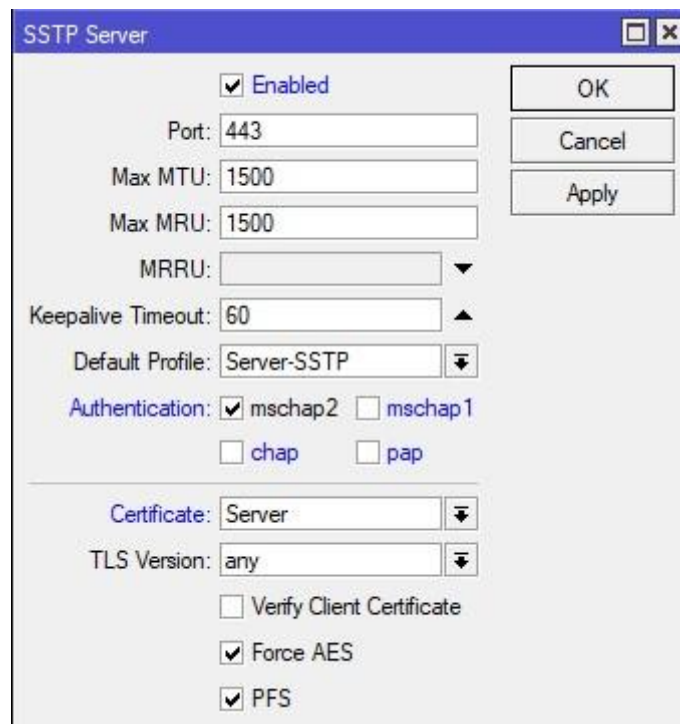 SSTP Server
Enabled
OK
Port: 443
Cancel
Max MTU: 1500
Apply
Max MRU: 1500
MRRU:
Keepalive Timeout: 60
Default Profile: Server-SSTP
Authentication: mschap2 mschap1
chap pap
Certificate: Server
TLS Version: any
Verify Client Certificate
Force AES
PFS